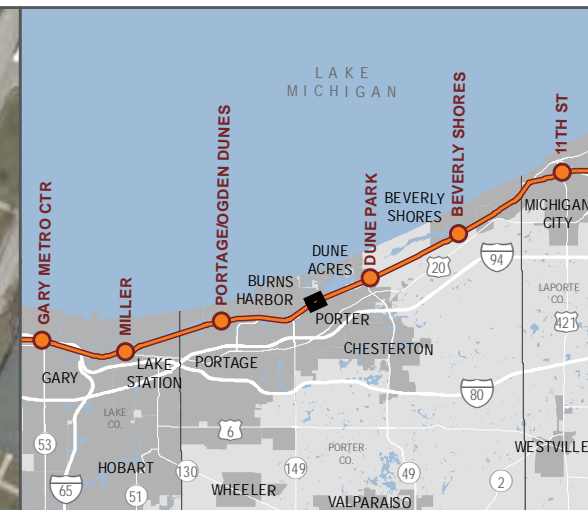 LAKE
MICHIGAN
11TH ST
BEVERLY SHORES
PORTAGE/OGDEN DUNES
DUNE PARK
GARY METRO CTR
MILLER
BEVERLY
SHORES
MICHIGAN
CITY
DUNE
ACRES
94
20
BURNS
HARBOR
LAPORTE
CO.
PORTER
421
CHESTERTON
LAKE
STATION
PORTAGE
GARY
80
LAKE
CO.
6
53
PORTER
CO.
WESTVILLE
HOBART
130
149
49
2
65
51
WHEELER
VALPARAISO